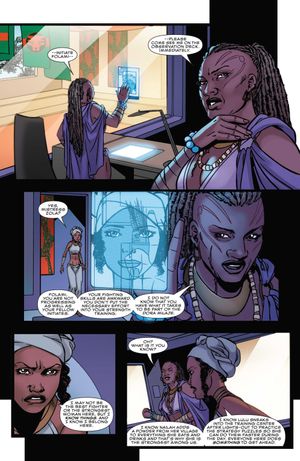 --INITIATE
FOLAMI--
--PLEASE
COME SEE ME ON THE
OBSERVATION DECK.
IMMEDIATELY.
YES,
MISTRESS
ZOLA?
FOLAMI,
YOU ARE NOT
PROGRESSING
AS WELL AS
YOUR FELLOW
INITIATES.
YOUR FIGHTING
SKILLS ARE AWKWARD.
YOU DON'T PUT THE
NECESSARY EFFORT
INTO YOUR STRENGTH
TRAINING.
I DO NOT
KNOW THAT YOU
HAVE WHAT IT TAKES
TO BE PART OF THE
DORA MILAJE.
I MAY NOT BE
THE BEST FIGHTER
OR THE STRONGEST
WOMAN HERE, BUT I
KNOW THINGS AND
I KNOW I BELONG
HERE.
OH?
WHAT IS IT YOU
KNOW?
I KNOW NAILAH ADDS
A POWDER FROM HER VILLAGE
TO EVERYTHING SHE EATS AND
DRINKS AND THAT IS WHY SHE IS
THE STRONGEST AMONG US.
I KNOW LULU SNEAKS
INTO THE TRAINING CENTER
AFTER LIGHTS-OUT TO PRACTICE
THE STRATEGY PUZZLES SO SHE
CAN DO THEM FASTER DURING
THE DAY. EVERYONE HERE DOES
SOMETHING TO GET AHEAD.